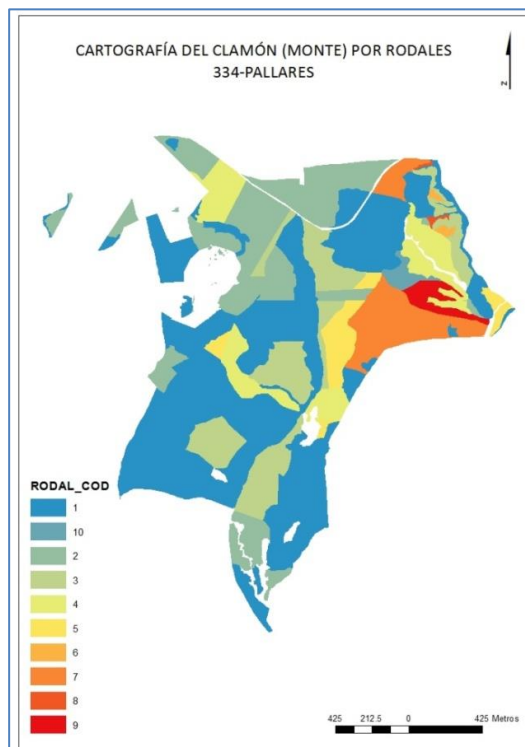 CARTOGRAFÍA DEL CLAMÓN (MONTE) POR RODALES
334-PALLARES
N
RODAL_COD
1
10
2
3
4
5
6
7
8
9
425 212.5 0 425 Metros